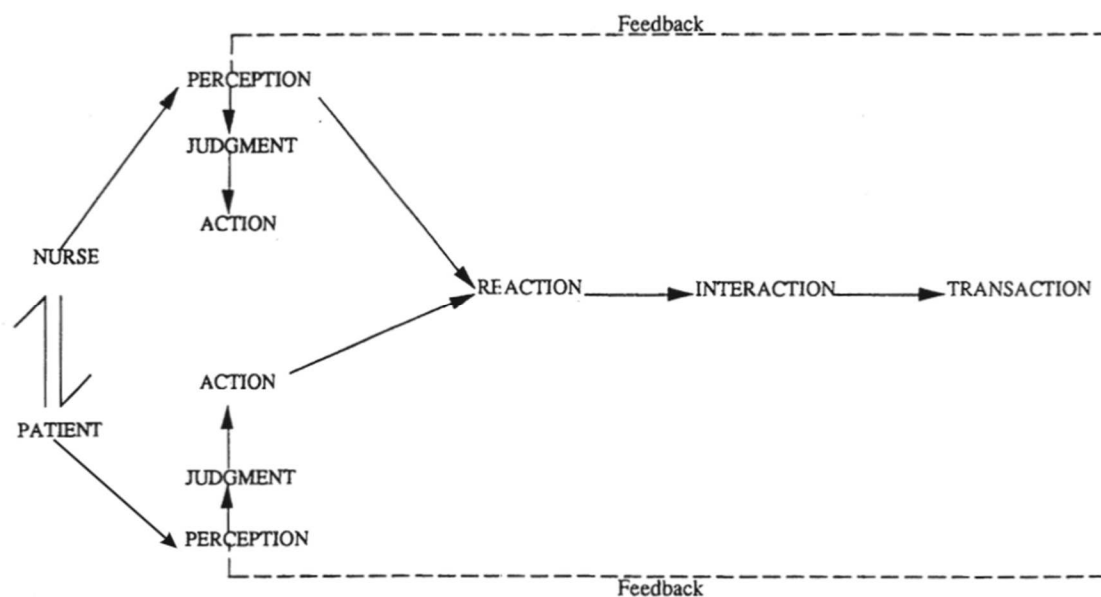 Feedback
PERCEPTION
JUDGMENT
ACTION
NURSE
REACTION INTERACTION TRANSACTION
ACTION
PATIENT
JUDGMENT
PERCEPTION
Feedback